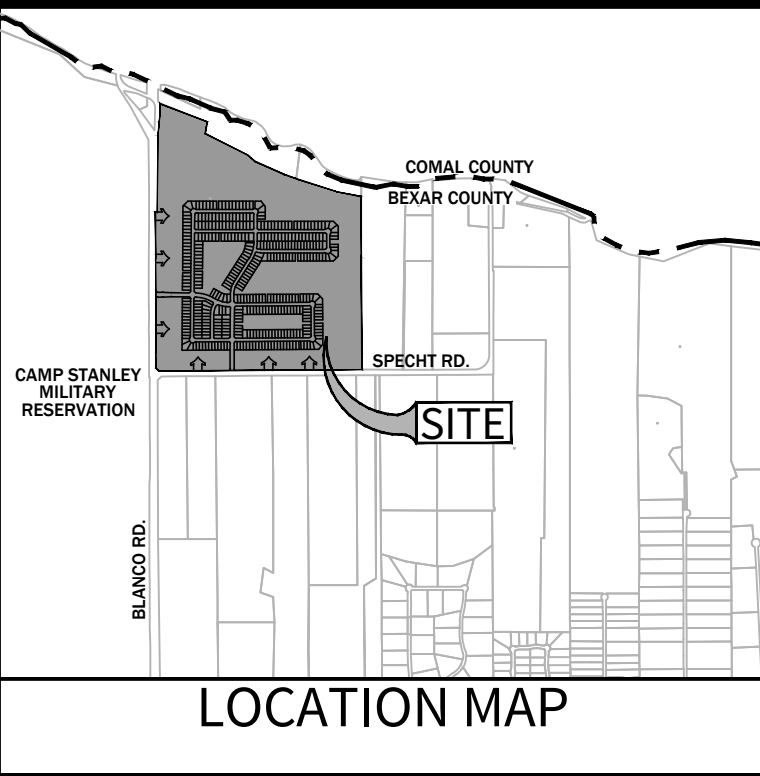 COMAL COUNTY
BEXAR COUNTY
SPECHT RD.
CAMP STANLEY
MILITARY
RESERVATION
SITE
BLANCO RD.
LOCATION MAP